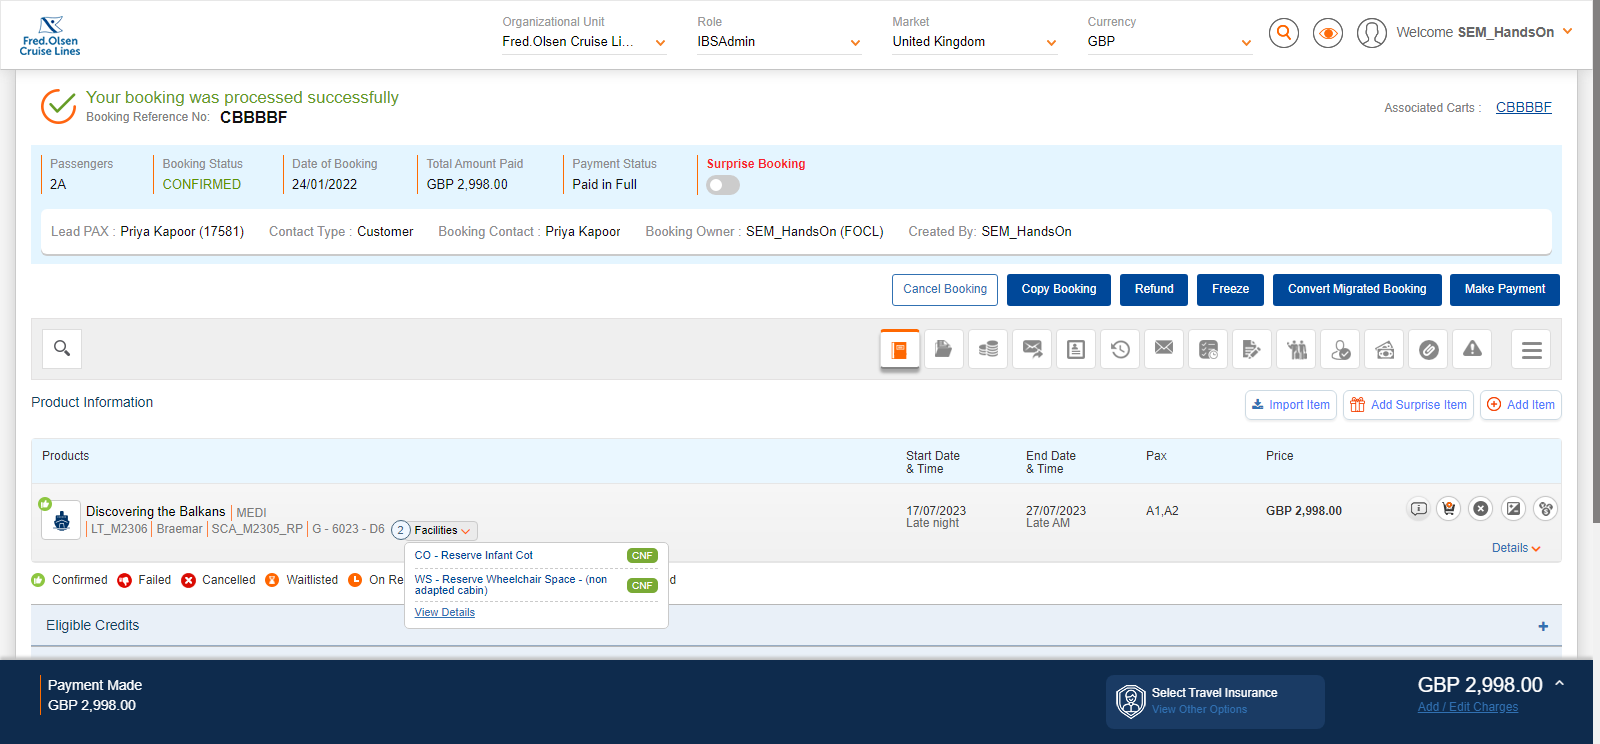 Fred.Olsen
Cruise Lines
Organizational Unit
Fred.Olsen Cruise Li...
Role
IBSAdmin
Market
United Kingdom
Currency
GBP
Welcome SEM_HandsOn
Your booking was processed successfully
Booking Reference No: CBBBBF
Associated Carts : CBBBBF
Passengers
2A
Booking Status
CONFIRMED
Date of Booking
24/01/2022
Total Amount Paid
GBP 2,998.00
Payment Status
Paid in Full
Surprise Booking
Lead PAX : Priya Kapoor (17581) Contact Type : Customer Booking Contact : Priya Kapoor Booking Owner : SEM_HandsOn (FOCL) Created By: SEM_HandsOn
Cancel Booking Copy Booking Refund Freeze Convert Migrated Booking Make Payment
Product Information
Import Item Add Surprise Item Add Item
Products
Start Date
& Time
End Date
& Time
Pax
Price
Discovering the Balkans MEDI
LT_M2306 Braemar SCA_M2305_RP G - 6023 - D6 2 Facilities
17/07/2023
Late night
27/07/2023
Late AM
A1,A2
GBP 2,998.00
Details
CO - Reserve Infant Cot CNF
WS - Reserve Wheelchair Space - (non
adapted cabin) CNF
View Details
Confirmed Failed Cancelled Waitlisted On Re d
Eligible Credits
Payment Made
GBP 2,998.00
Select Travel Insurance
View Other Options
GBP 2,998.00
Add / Edit Charges